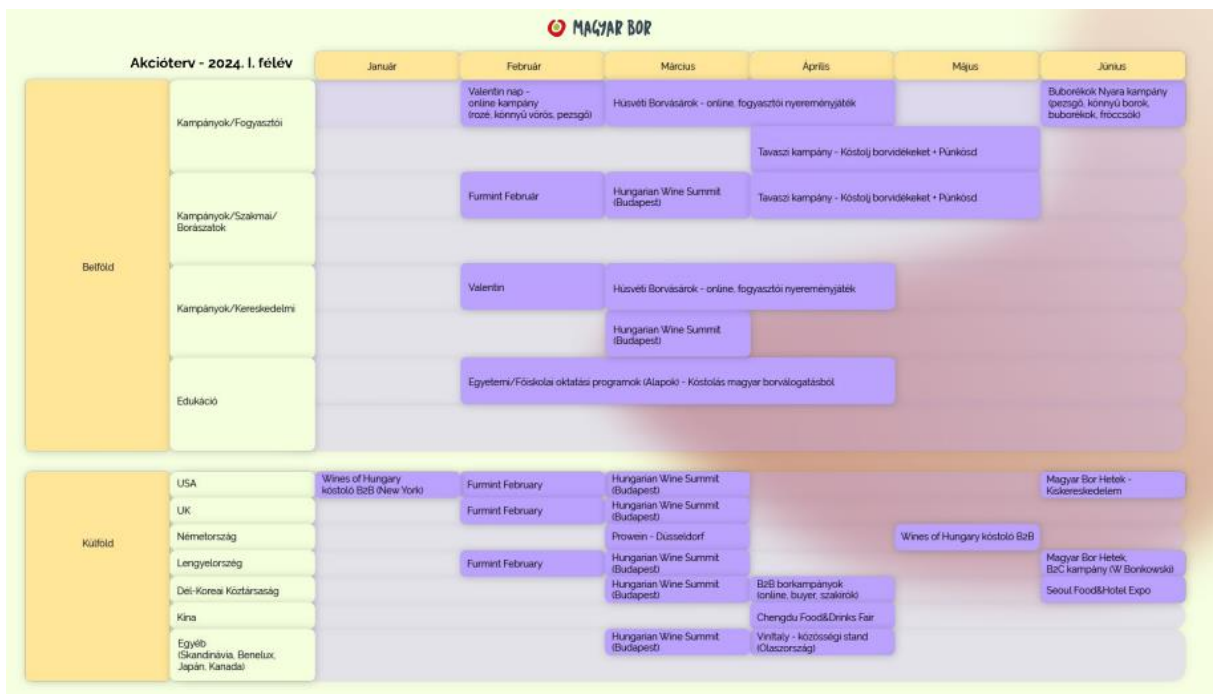 MAGYAR BOR
Akcióterv - 2024. I. félév
Január
Február
Március
Április
Május
Június
Belföld
Kampányok/Fogyasztói
Valentin nap -
online kampány
(rozé, könnyű vörös, pezsgő)
Húsvéti Borvásárok - online, fogyasztói nyereményjáték
Buborékok Nyara kampány
(pezsgő, könnyű borok,
buborékok, fröccsök)
Tavaszi kampány - Kóstolj borvidékeket + Pünkösd
Kampányok/Szakmai/
Borászatok
Furmint Február
Hungarian Wine Summit
(Budapest)
Tavaszi kampány - Kóstolj borvidékeket + Pünkösd
Kampányok/Kereskedelmi
Valentin
Húsvéti Borvásárok - online, fogyasztói nyereményjáték
Hungarian Wine Summit
(Budapest)
Edukáció
Egyetemi/Főiskolai oktatási programok (Alapok) - Kóstolás magyar borválogatásból
Külföld
USA
Wines of Hungary
kóstoló B2B (New York)
Furmint February
Hungarian Wine Summit
(Budapest)
Magyar Bor Hetek -
Kiskereskedelem
UK
Furmint February
Hungarian Wine Summit
(Budapest)
Németország
Prowein - Düsseldorf
Wines of Hungary kóstoló B2B
Lengyelország
Furmint February
Hungarian Wine Summit
(Budapest)
Magyar Bor Hetek,
B2C kampány (W Bonkowski)
Dél-Koreai Köztársaság
Hungarian Wine Summit
(Budapest)
B2B borkampányok
(online, buyer, szakírók)
Seoul Food&Hotel Expo
Kína
Chengdu Food&Drinks Fair
Egyéb
(Skandinávia, Benelux,
Japán, Kanada)
Hungarian Wine Summit
(Budapest)
VinItaly - közösségi stand
(Olaszország)